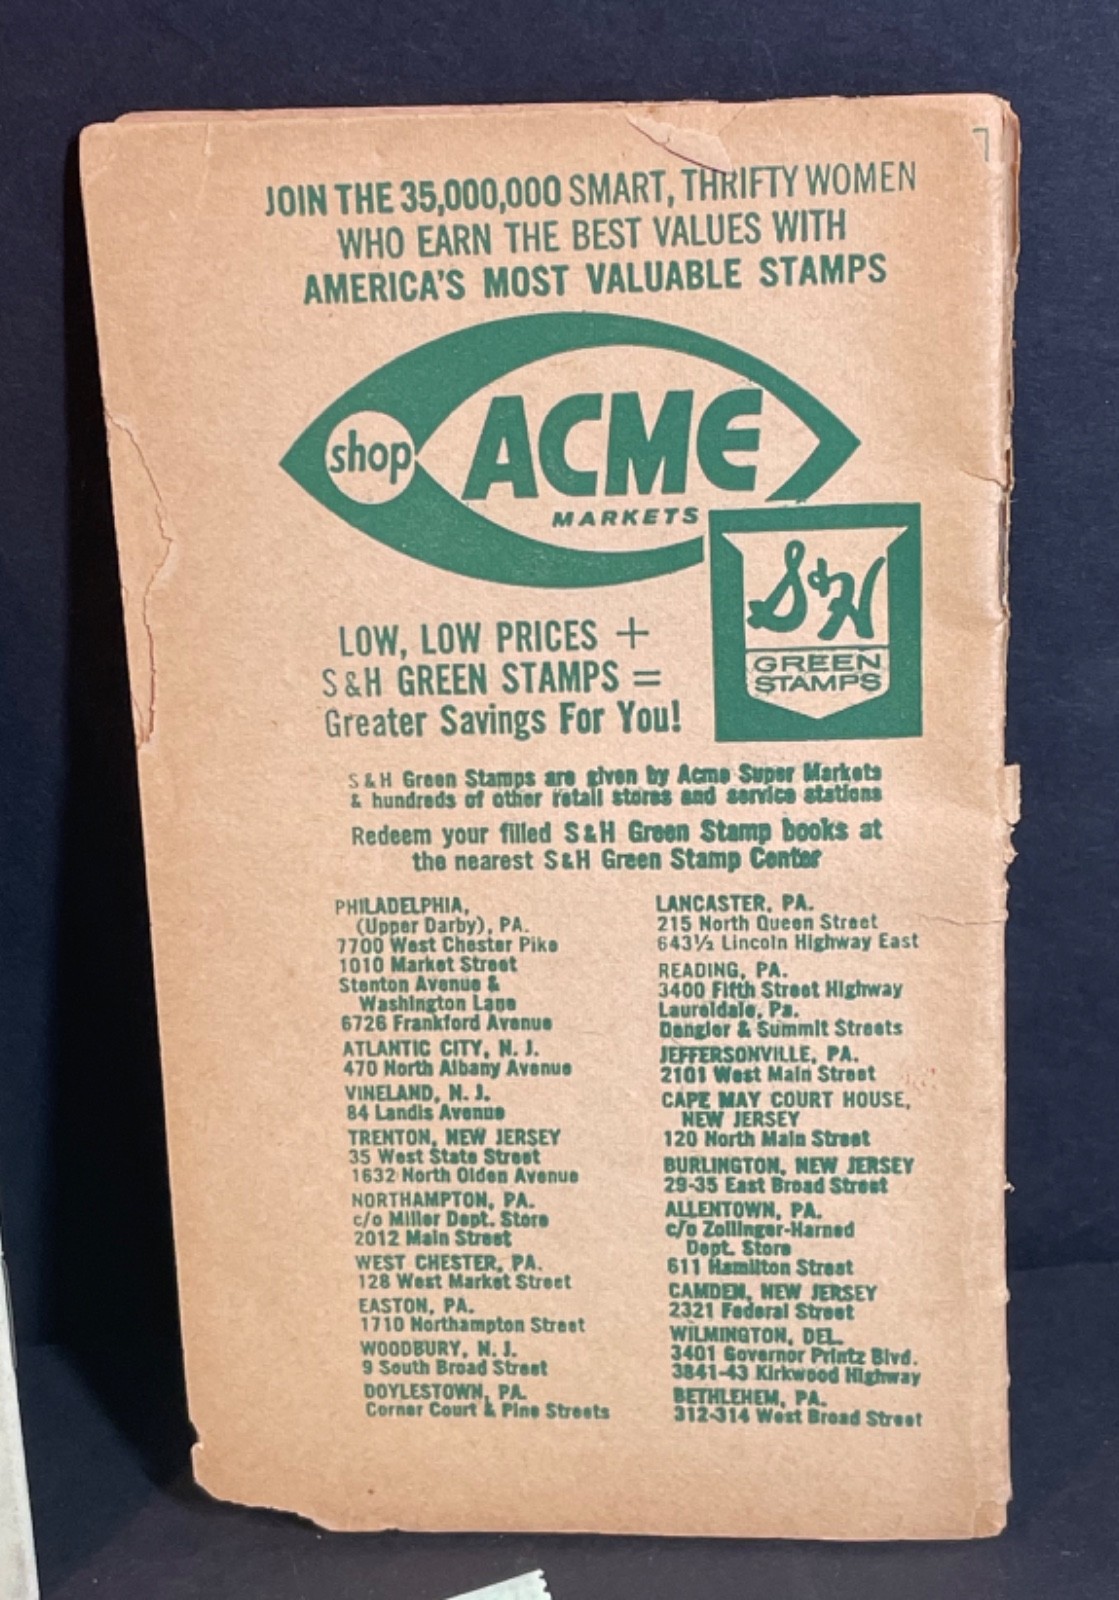 JOIN THE 35,000,000 SMART, THRIFTY WOMEN
WHO EARN THE BEST VALUES WITH
AMERICA'S MOST VALUABLE STAMPS
shop
ACME
MARKETS
S&H
GREEN
STAMPS
LOW, LOW PRICES +
S&H GREEN STAMPS =
Greater Savings For You!
S&H Green Stamps are given by Acme Super Markets
& hundreds of other retail stores and service stations
Redeem your filled S&H Green Stamp books at
the nearest S&H Green Stamp Center
PHILADELPHIA,
(Upper Darby), PA.
7700 West Chester Pike
1010 Market Street
Stenton Avenue &
Washington Lane
6726 Frankford Avenue
ATLANTIC CITY, N. J.
470 North Albany Avenue
VINELAND, N. J.
84 Landis Avenue
TRENTON, NEW JERSEY
35 West State Street
1632 North Olden Avenue
NORTHAMPTON, PA.
c/o Miller Dept. Store
2012 Main Street
WEST CHESTER, PA.
128 West Market Street
EASTON, PA.
1710 Northampton Street
WOODBURY, N. J.
9 South Broad Street
DOYLESTOWN, PA.
Corner Court & Pine Streets
LANCASTER, PA.
215 North Queen Street
643½ Lincoln Highway East
READING, PA.
3400 Fifth Street Highway
Laureldale, Pa.
Dengler & Summit Streets
JEFFERSONVILLE, PA.
2101 West Main Street
CAPE MAY COURT HOUSE,
NEW JERSEY
120 North Main Street
BURLINGTON, NEW JERSEY
29-35 East Broad Street
ALLENTOWN, PA.
c/o Zollinger-Harned
Dept. Store
611 Hamilton Street
CAMDEN, NEW JERSEY
2321 Federal Street
WILMINGTON, DEL.
3401 Governor Printz Blvd.
3841-43 Kirkwood Highway
BETHLEHEM, PA.
312-314 West Broad Street